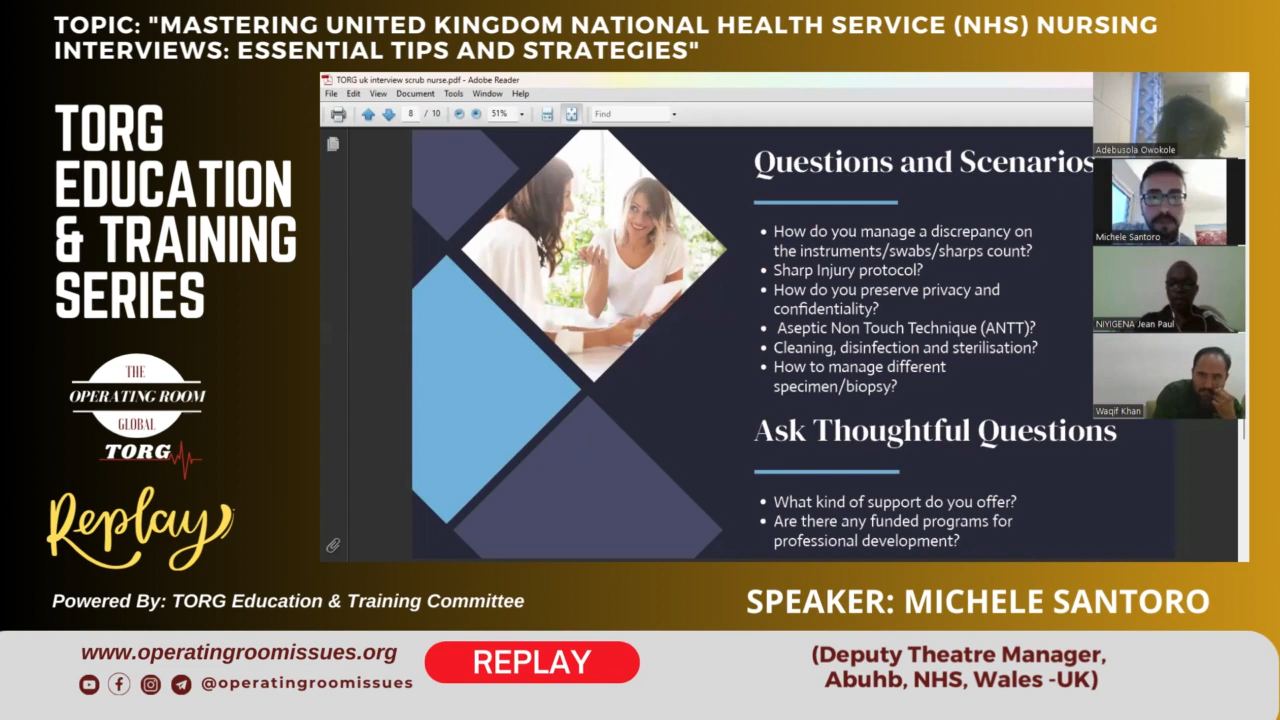 TOPIC: "MASTERING UNITED KINGDOM NATIONAL HEALTH SERVICE (NHS) NURSING
INTERVIEWS: ESSENTIAL TIPS AND STRATEGIES"
TORG
EDUCATION
& TRAINING
SERIES
THE
OPERATING ROOM
GLOBAL
TORG
Replay
TORG uk interview scrub nurse.pdf - Adobe Reader
File Edit View Document Tools Window Help
8 / 10 51% Find
Questions and Scenarios
• How do you manage a discrepancy on
the instruments/swabs/sharps count?
• Sharp Injury protocol?
• How do you preserve privacy and
confidentiality?
• Aseptic Non Touch Technique (ANTT)?
• Cleaning, disinfection and sterilisation?
• How to manage different
specimen/biopsy?
Ask Thoughtful Questions
• What kind of support do you offer?
• Are there any funded programs for
professional development?
Adebusola Owokole
Michele Santoro
NIYIGENA Jean Paul
Waqif Khan
Powered By: TORG Education & Training Committee
SPEAKER: MICHELE SANTORO
www.operatingroomissues.org
@operatingroomissues
REPLAY
(Deputy Theatre Manager,
Abuhb, NHS, Wales -UK)